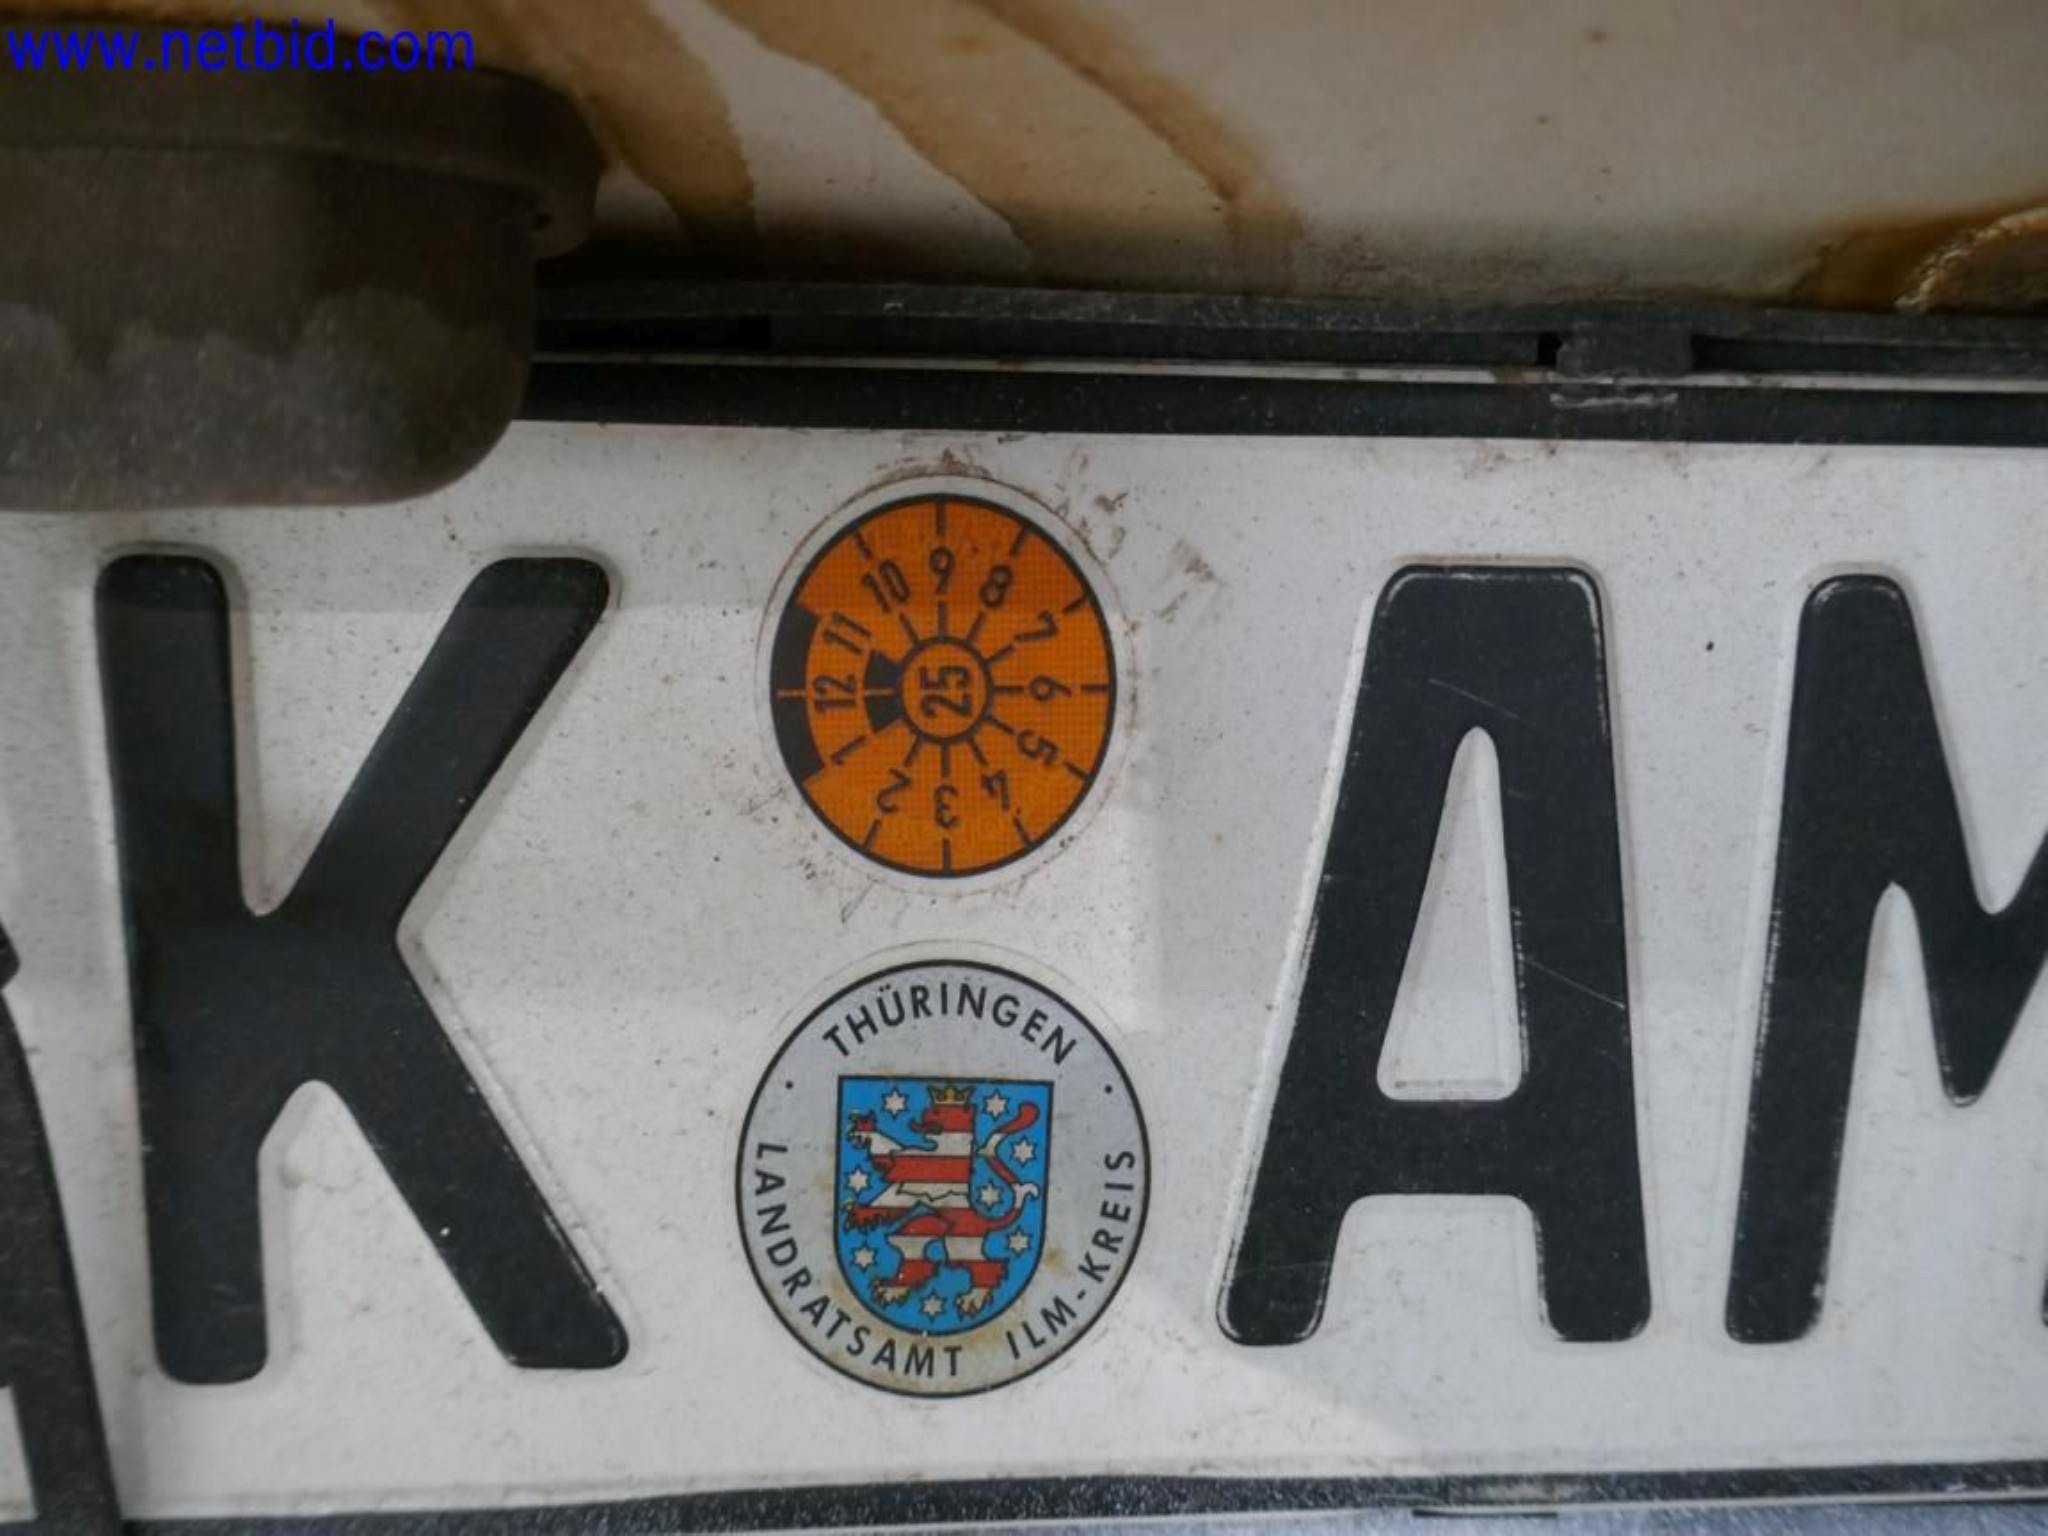 www.netbid.com
K AM
10 9 8
11 7
12 25 6
1 5
2 3 4
THÜRINGEN
LANDRATSAMT ILM-KREIS